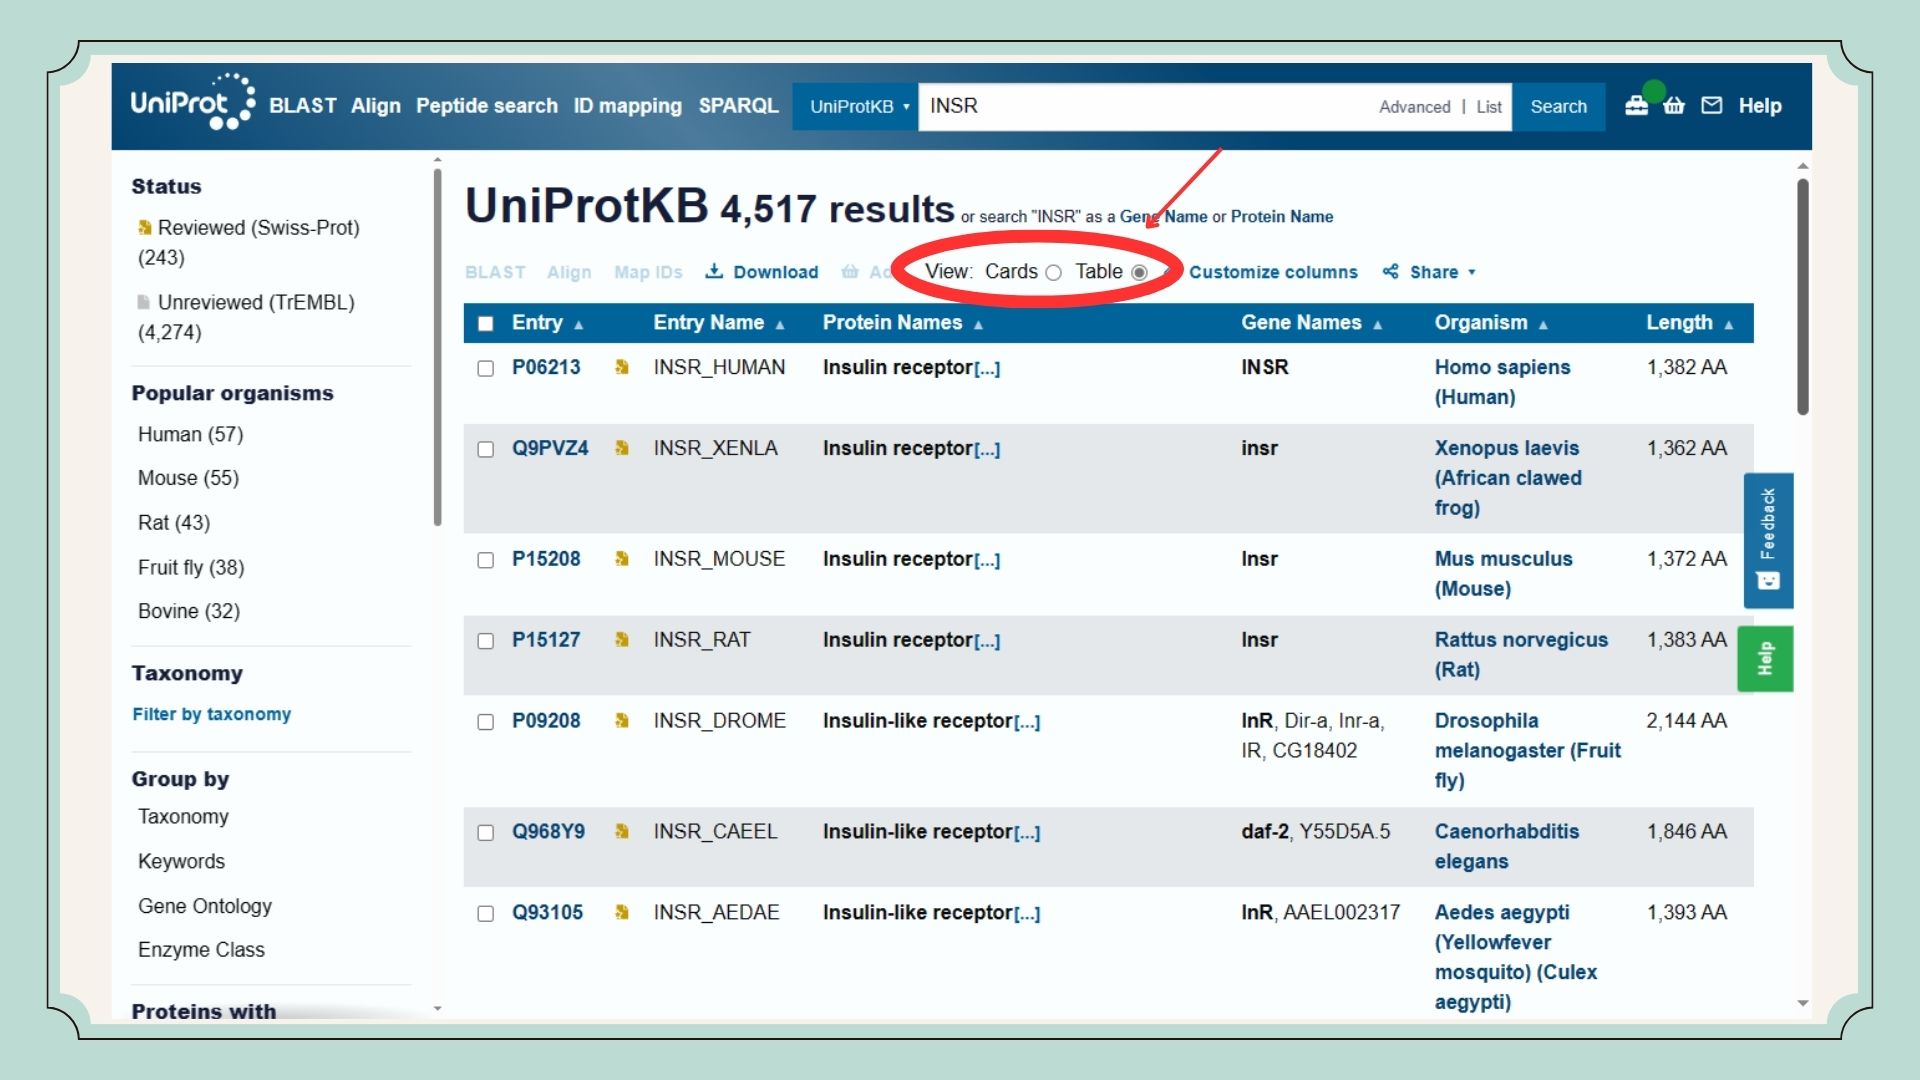 UniProt BLAST Align Peptide search ID mapping SPARQL UniProtKB INSR Advanced | List Search Help
Status
Reviewed (Swiss-Prot)
(243)
Unreviewed (TrEMBL)
(4,274)
Popular organisms
Human (57)
Mouse (55)
Rat (43)
Fruit fly (38)
Bovine (32)
Taxonomy
Filter by taxonomy
Group by
Taxonomy
Keywords
Gene Ontology
Enzyme Class
Proteins with
UniProtKB 4,517 results or search "INSR" as a Gene Name or Protein Name
BLAST Align Map IDs Download View: Cards Table Customize columns Share
Entry Entry Name Protein Names Gene Names Organism Length
P06213 INSR_HUMAN Insulin receptor[...] INSR Homo sapiens 1,382 AA
(Human)
Q9PVZ4 INSR_XENLA Insulin receptor[...] insr Xenopus laevis 1,362 AA
(African clawed
frog)
P15208 INSR_MOUSE Insulin receptor[...] Insr Mus musculus 1,372 AA
(Mouse)
P15127 INSR_RAT Insulin receptor[...] Insr Rattus norvegicus 1,383 AA
(Rat)
P09208 INSR_DROME Insulin-like receptor[...] InR, Dir-a, Inr-a, Drosophila 2,144 AA
IR, CG18402 melanogaster (Fruit
fly)
Q968Y9 INSR_CAEEL Insulin-like receptor[...] daf-2, Y55D5A.5 Caenorhabditis 1,846 AA
elegans
Q93105 INSR_AEDAE Insulin-like receptor[...] InR, AAEL002317 Aedes aegypti 1,393 AA
(Yellowfever
mosquito) (Culex
aegypti)
Feedback
Help